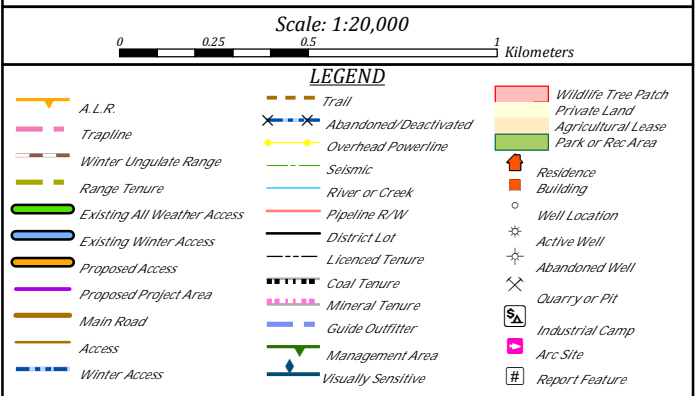 Scale: 1:20,000
0 0.25 0.5 1
Kilometers
LEGEND
A.L.R.
Trapline
Winter Ungulate Range
Range Tenure
Existing All Weather Access
Existing Winter Access
Proposed Access
Proposed Project Area
Main Road
Access
Winter Access
Trail
Abandoned/Deactivated
Overhead Powerline
Seismic
River or Creek
Pipeline R/W
District Lot
Licenced Tenure
Coal Tenure
Mineral Tenure
Guide Outfitter
Management Area
Visually Sensitive
Wildlife Tree Patch
Private Land
Agricultural Lease
Park or Rec Area
Residence
Building
Well Location
Active Well
Abandoned Well
Quarry or Pit
Industrial Camp
Arc Site
# Report Feature